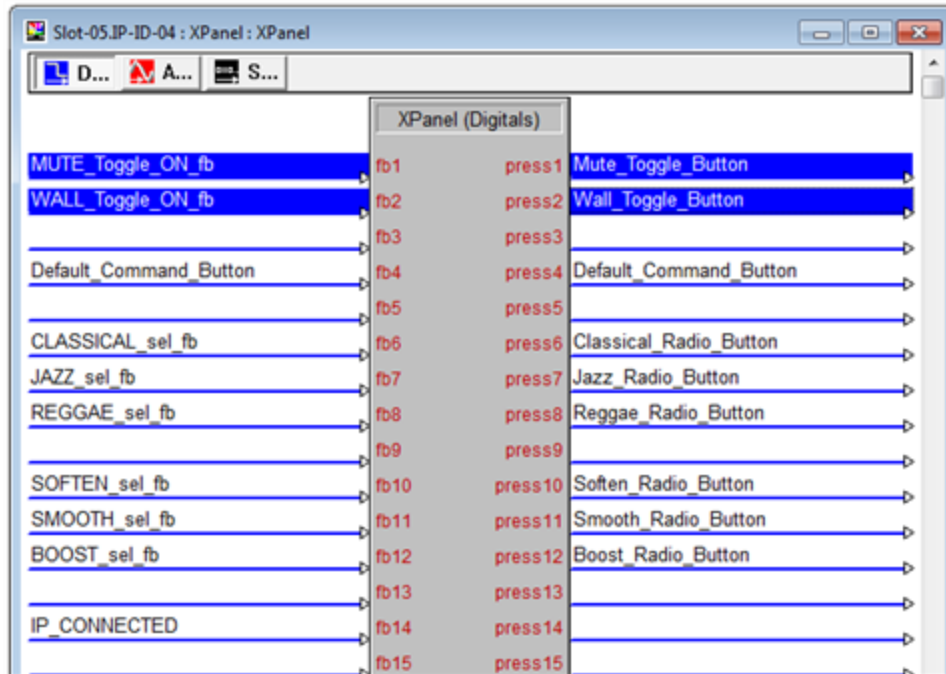 Slot-05.IP-ID-04 : XPanel : XPanel
D... A... S...
XPanel (Digitals)
MUTE_Toggle_ON_fb fb1 press1 Mute_Toggle_Button
WALL_Toggle_ON_fb fb2 press2 Wall_Toggle_Button
fb3 press3
Default_Command_Button fb4 press4 Default_Command_Button
fb5 press5
CLASSICAL_sel_fb fb6 press6 Classical_Radio_Button
JAZZ_sel_fb fb7 press7 Jazz_Radio_Button
REGGAE_sel_fb fb8 press8 Reggae_Radio_Button
fb9 press9
SOFTEN_sel_fb fb10 press10 Soften_Radio_Button
SMOOTH_sel_fb fb11 press11 Smooth_Radio_Button
BOOST_sel_fb fb12 press12 Boost_Radio_Button
fb13 press13
IP_CONNECTED fb14 press14
fb15 press15